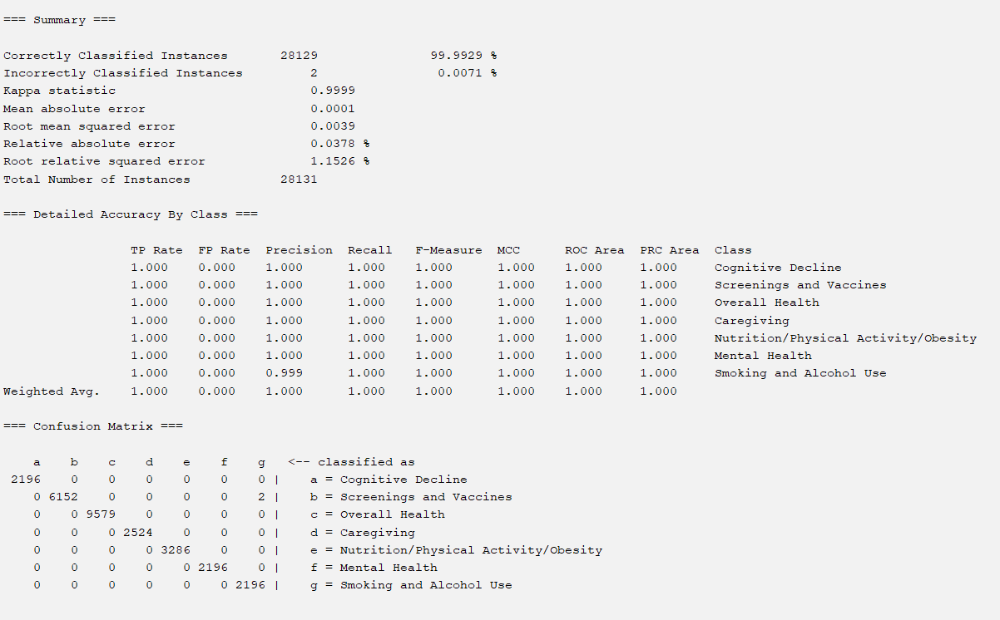 === Summary ===
Correctly Classified Instances 28129 99.9929 %
Incorrectly Classified Instances 2 0.0071 %
Kappa statistic 0.9999
Mean absolute error 0.0001
Root mean squared error 0.0039
Relative absolute error 0.0378 %
Root relative squared error 1.1526 %
Total Number of Instances 28131
=== Detailed Accuracy By Class ===
TP Rate FP Rate Precision Recall F-Measure MCC ROC Area PRC Area Class
1.000 0.000 1.000 1.000 1.000 1.000 1.000 1.000 Cognitive Decline
1.000 0.000 1.000 1.000 1.000 1.000 1.000 1.000 Screenings and Vaccines
1.000 0.000 1.000 1.000 1.000 1.000 1.000 1.000 Overall Health
1.000 0.000 1.000 1.000 1.000 1.000 1.000 1.000 Caregiving
1.000 0.000 1.000 1.000 1.000 1.000 1.000 1.000 Nutrition/Physical Activity/Obesity
1.000 0.000 1.000 1.000 1.000 1.000 1.000 1.000 Mental Health
1.000 0.000 0.999 1.000 1.000 1.000 1.000 1.000 Smoking and Alcohol Use
Weighted Avg. 1.000 0.000 1.000 1.000 1.000 1.000 1.000 1.000
=== Confusion Matrix ===
a b c d e f g <-- classified as
2196 0 0 0 0 0 0 | a = Cognitive Decline
0 6152 0 0 0 0 2 | b = Screenings and Vaccines
0 0 9579 0 0 0 0 | c = Overall Health
0 0 0 2524 0 0 0 | d = Caregiving
0 0 0 0 3286 0 0 | e = Nutrition/Physical Activity/Obesity
0 0 0 0 0 2196 0 | f = Mental Health
0 0 0 0 0 0 2196 | g = Smoking and Alcohol Use